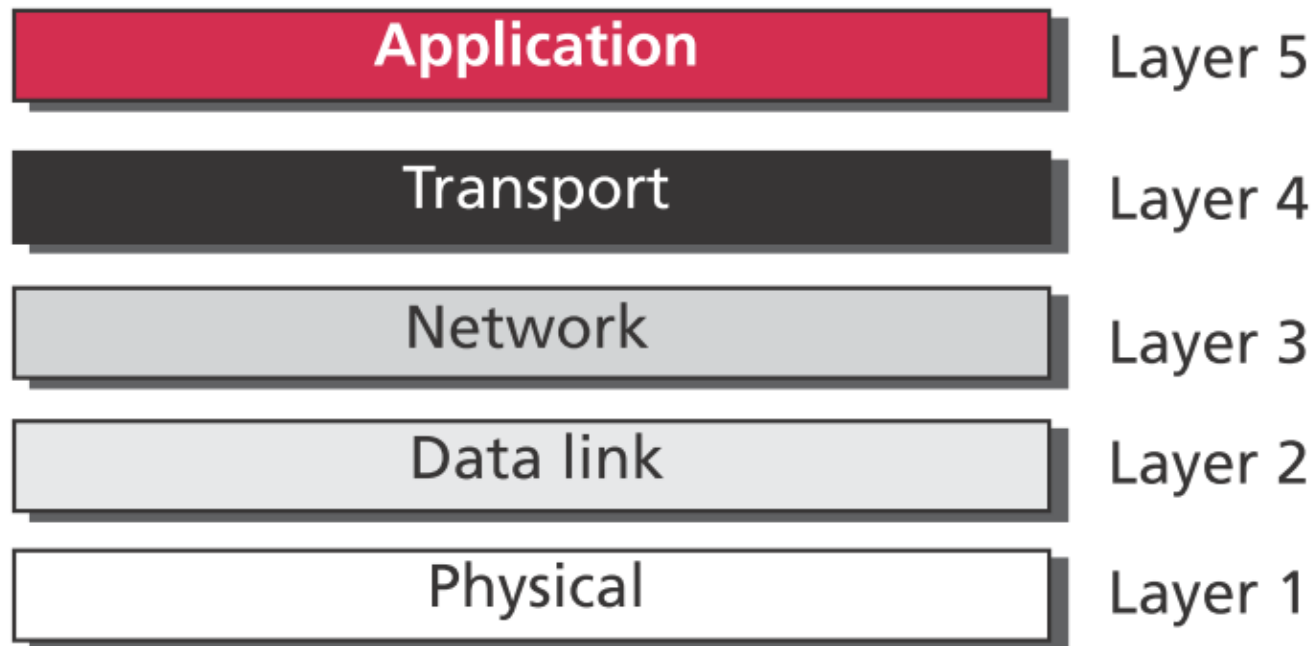 Application Layer 5
Transport Layer 4
Network Layer 3
Data link Layer 2
Physical Layer 1